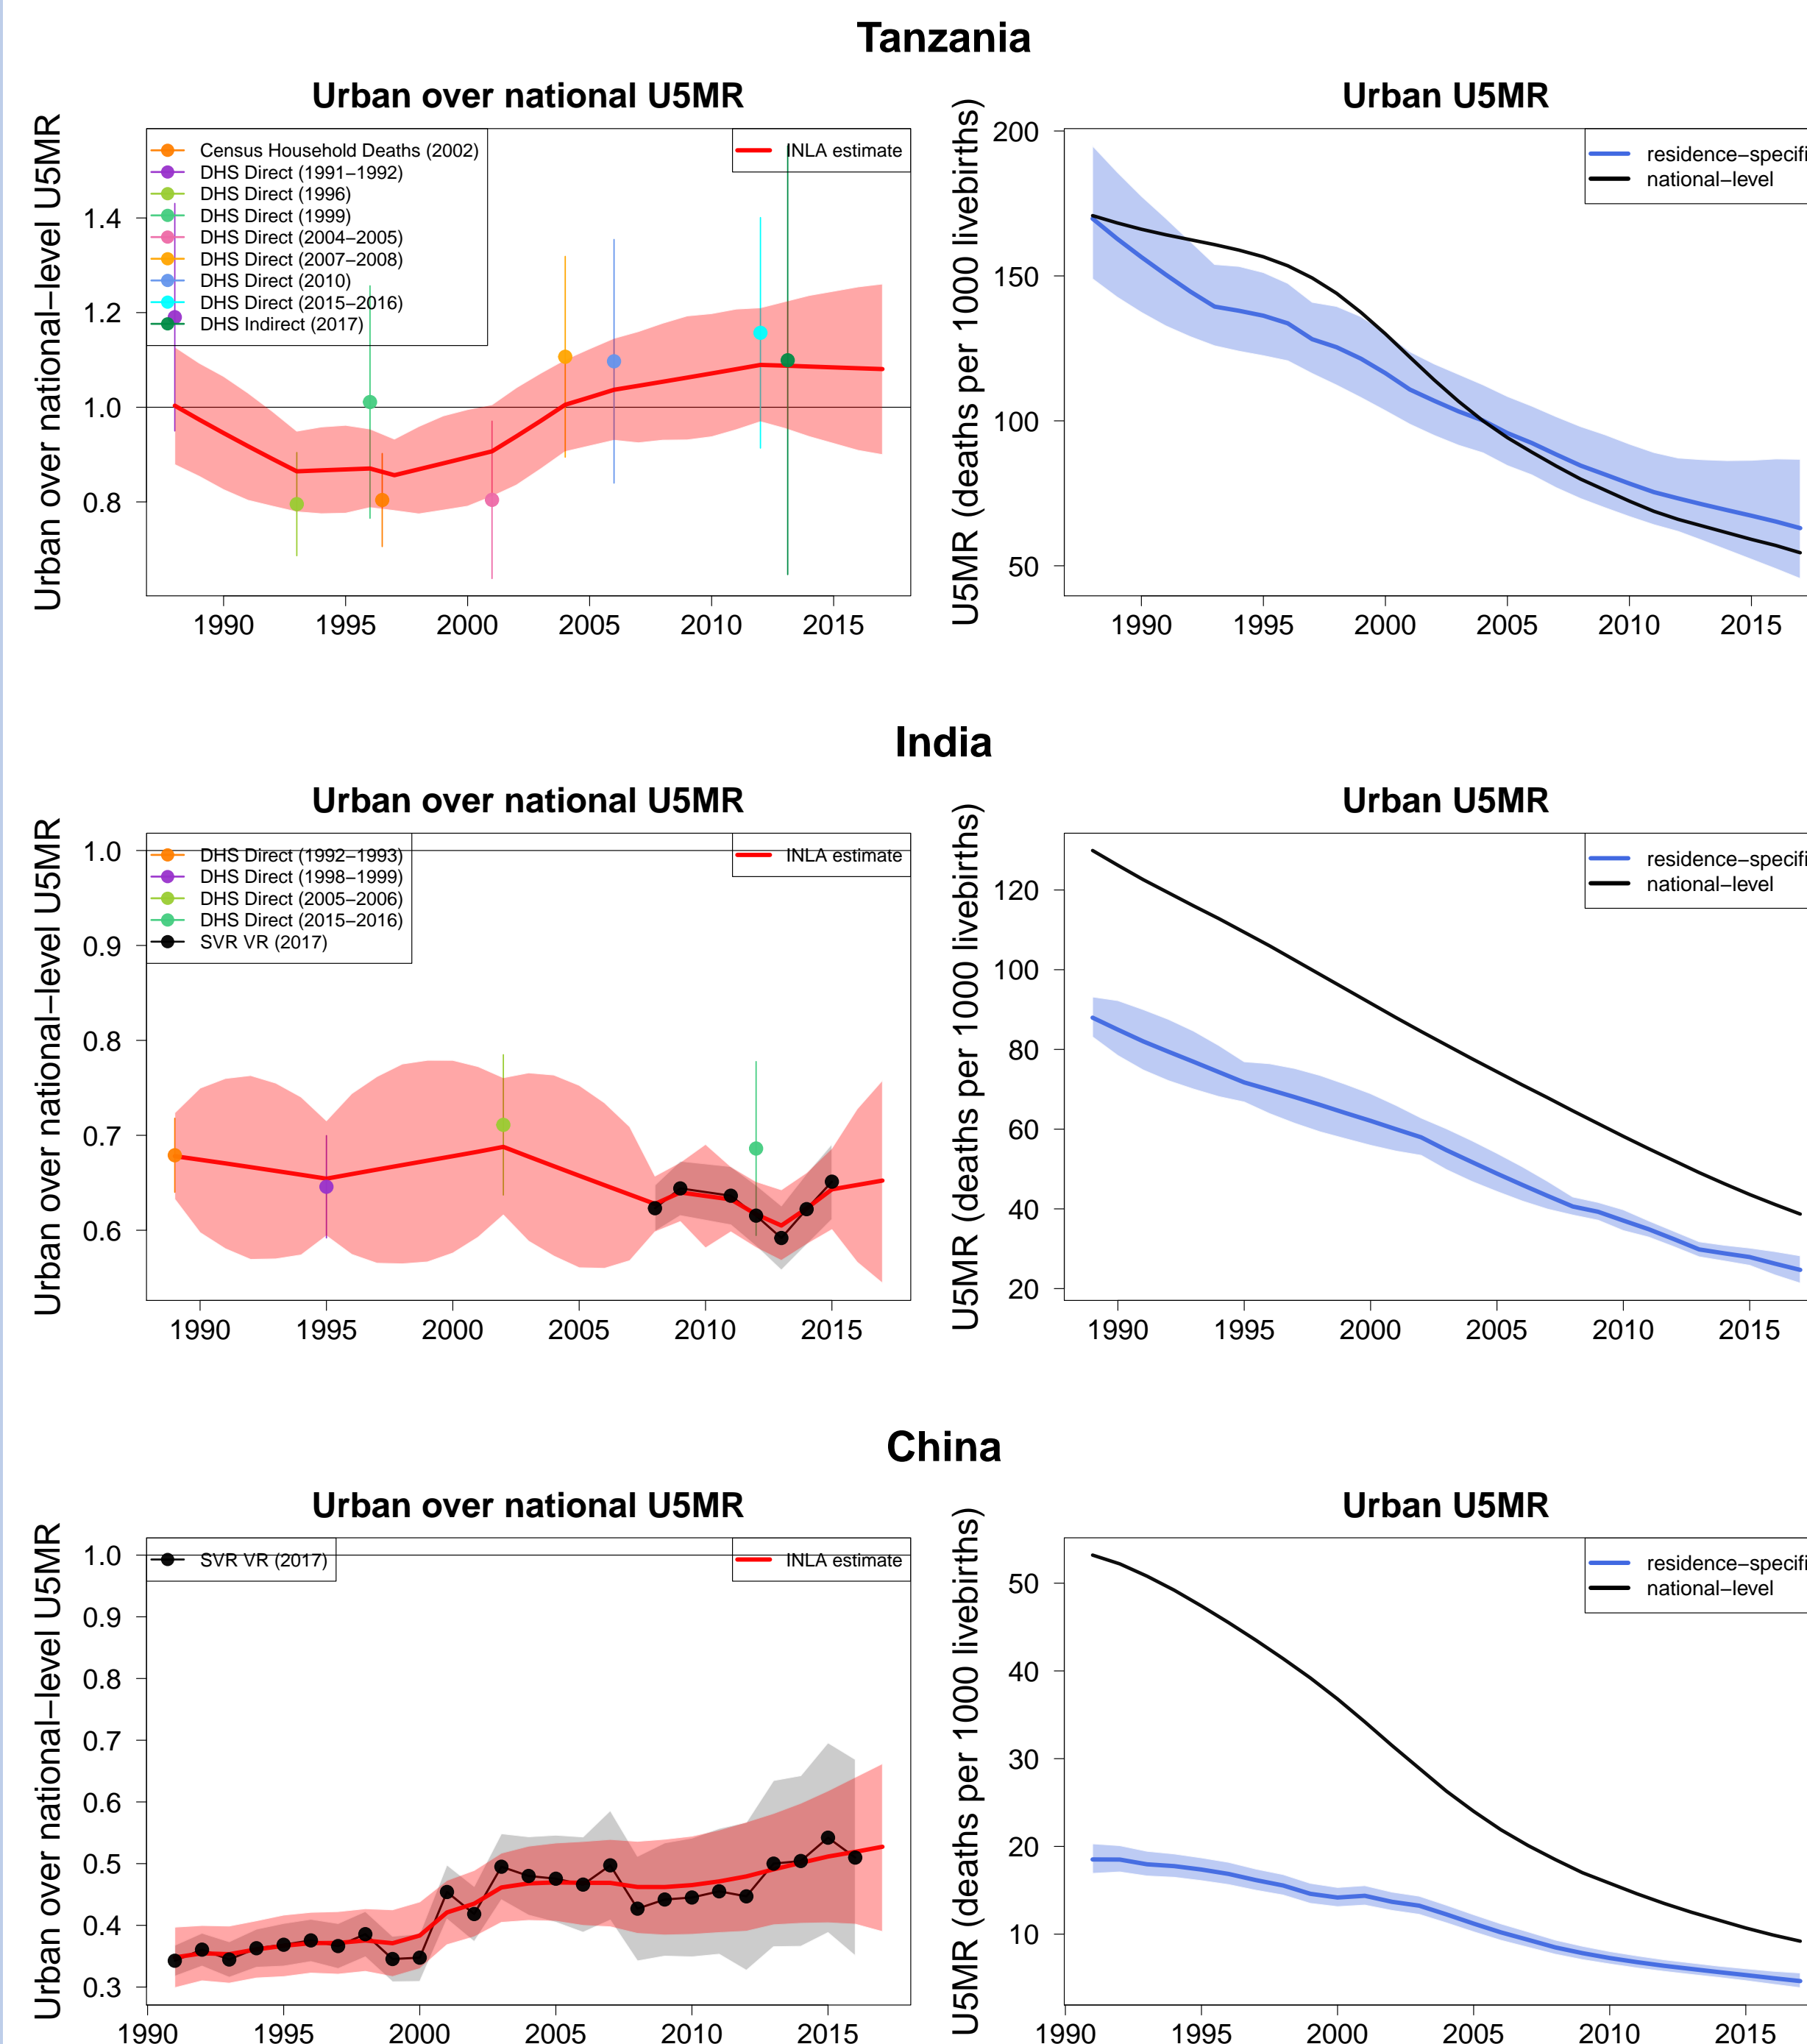 Tanzania
Urban over national U5MR
Urban over national−level U5MR
1.4
1.2
1.0
0.8
Census Household Deaths (2002)
DHS Direct (1991−1992)
DHS Direct (1996)
DHS Direct (1999)
DHS Direct (2004−2005)
DHS Direct (2007−2008)
DHS Direct (2010)
DHS Direct (2015−2016)
DHS Indirect (2017)
INLA estimate
1990 1995 2000 2005 2010 2015
Urban U5MR
U5MR (deaths per 1000 livebirths)
200
150
100
50
residence−specifi
national−level
1990 1995 2000 2005 2010 2015
India
Urban over national U5MR
Urban over national−level U5MR
1.0
0.9
0.8
0.7
0.6
DHS Direct (1992−1993)
DHS Direct (1998−1999)
DHS Direct (2005−2006)
DHS Direct (2015−2016)
SVR VR (2017)
INLA estimate
1990 1995 2000 2005 2010 2015
Urban U5MR
U5MR (deaths per 1000 livebirths)
120
100
80
60
40
20
residence−specifi
national−level
1990 1995 2000 2005 2010 2015
China
Urban over national U5MR
Urban over national−level U5MR
1.0
0.9
0.8
0.7
0.6
0.5
0.4
0.3
SVR VR (2017)
INLA estimate
1990 1995 2000 2005 2010 2015
Urban U5MR
U5MR (deaths per 1000 livebirths)
50
40
30
20
10
residence−specifi
national−level
1990 1995 2000 2005 2010 2015